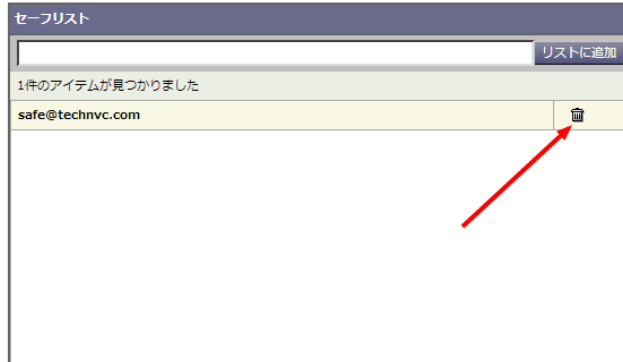 セーフリスト
リストに追加
1件のアイテムが見つかりました
safe@technvc.com